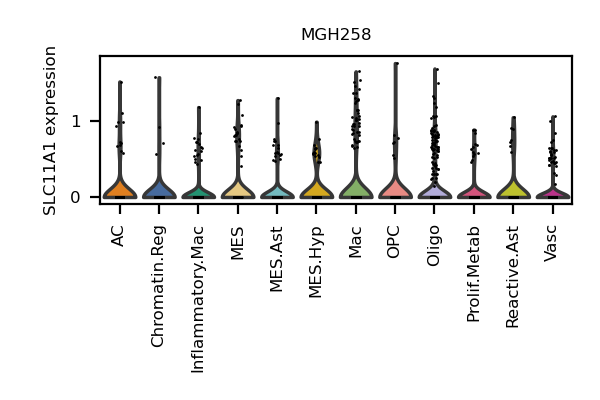 MGH258
SLC11A1 expression
1
0
AC
Chromatin.Reg
Inflammatory.Mac
MES
MES.Ast
MES.Hyp
Mac
OPC
Oligo
Prolif.Metab
Reactive.Ast
Vasc